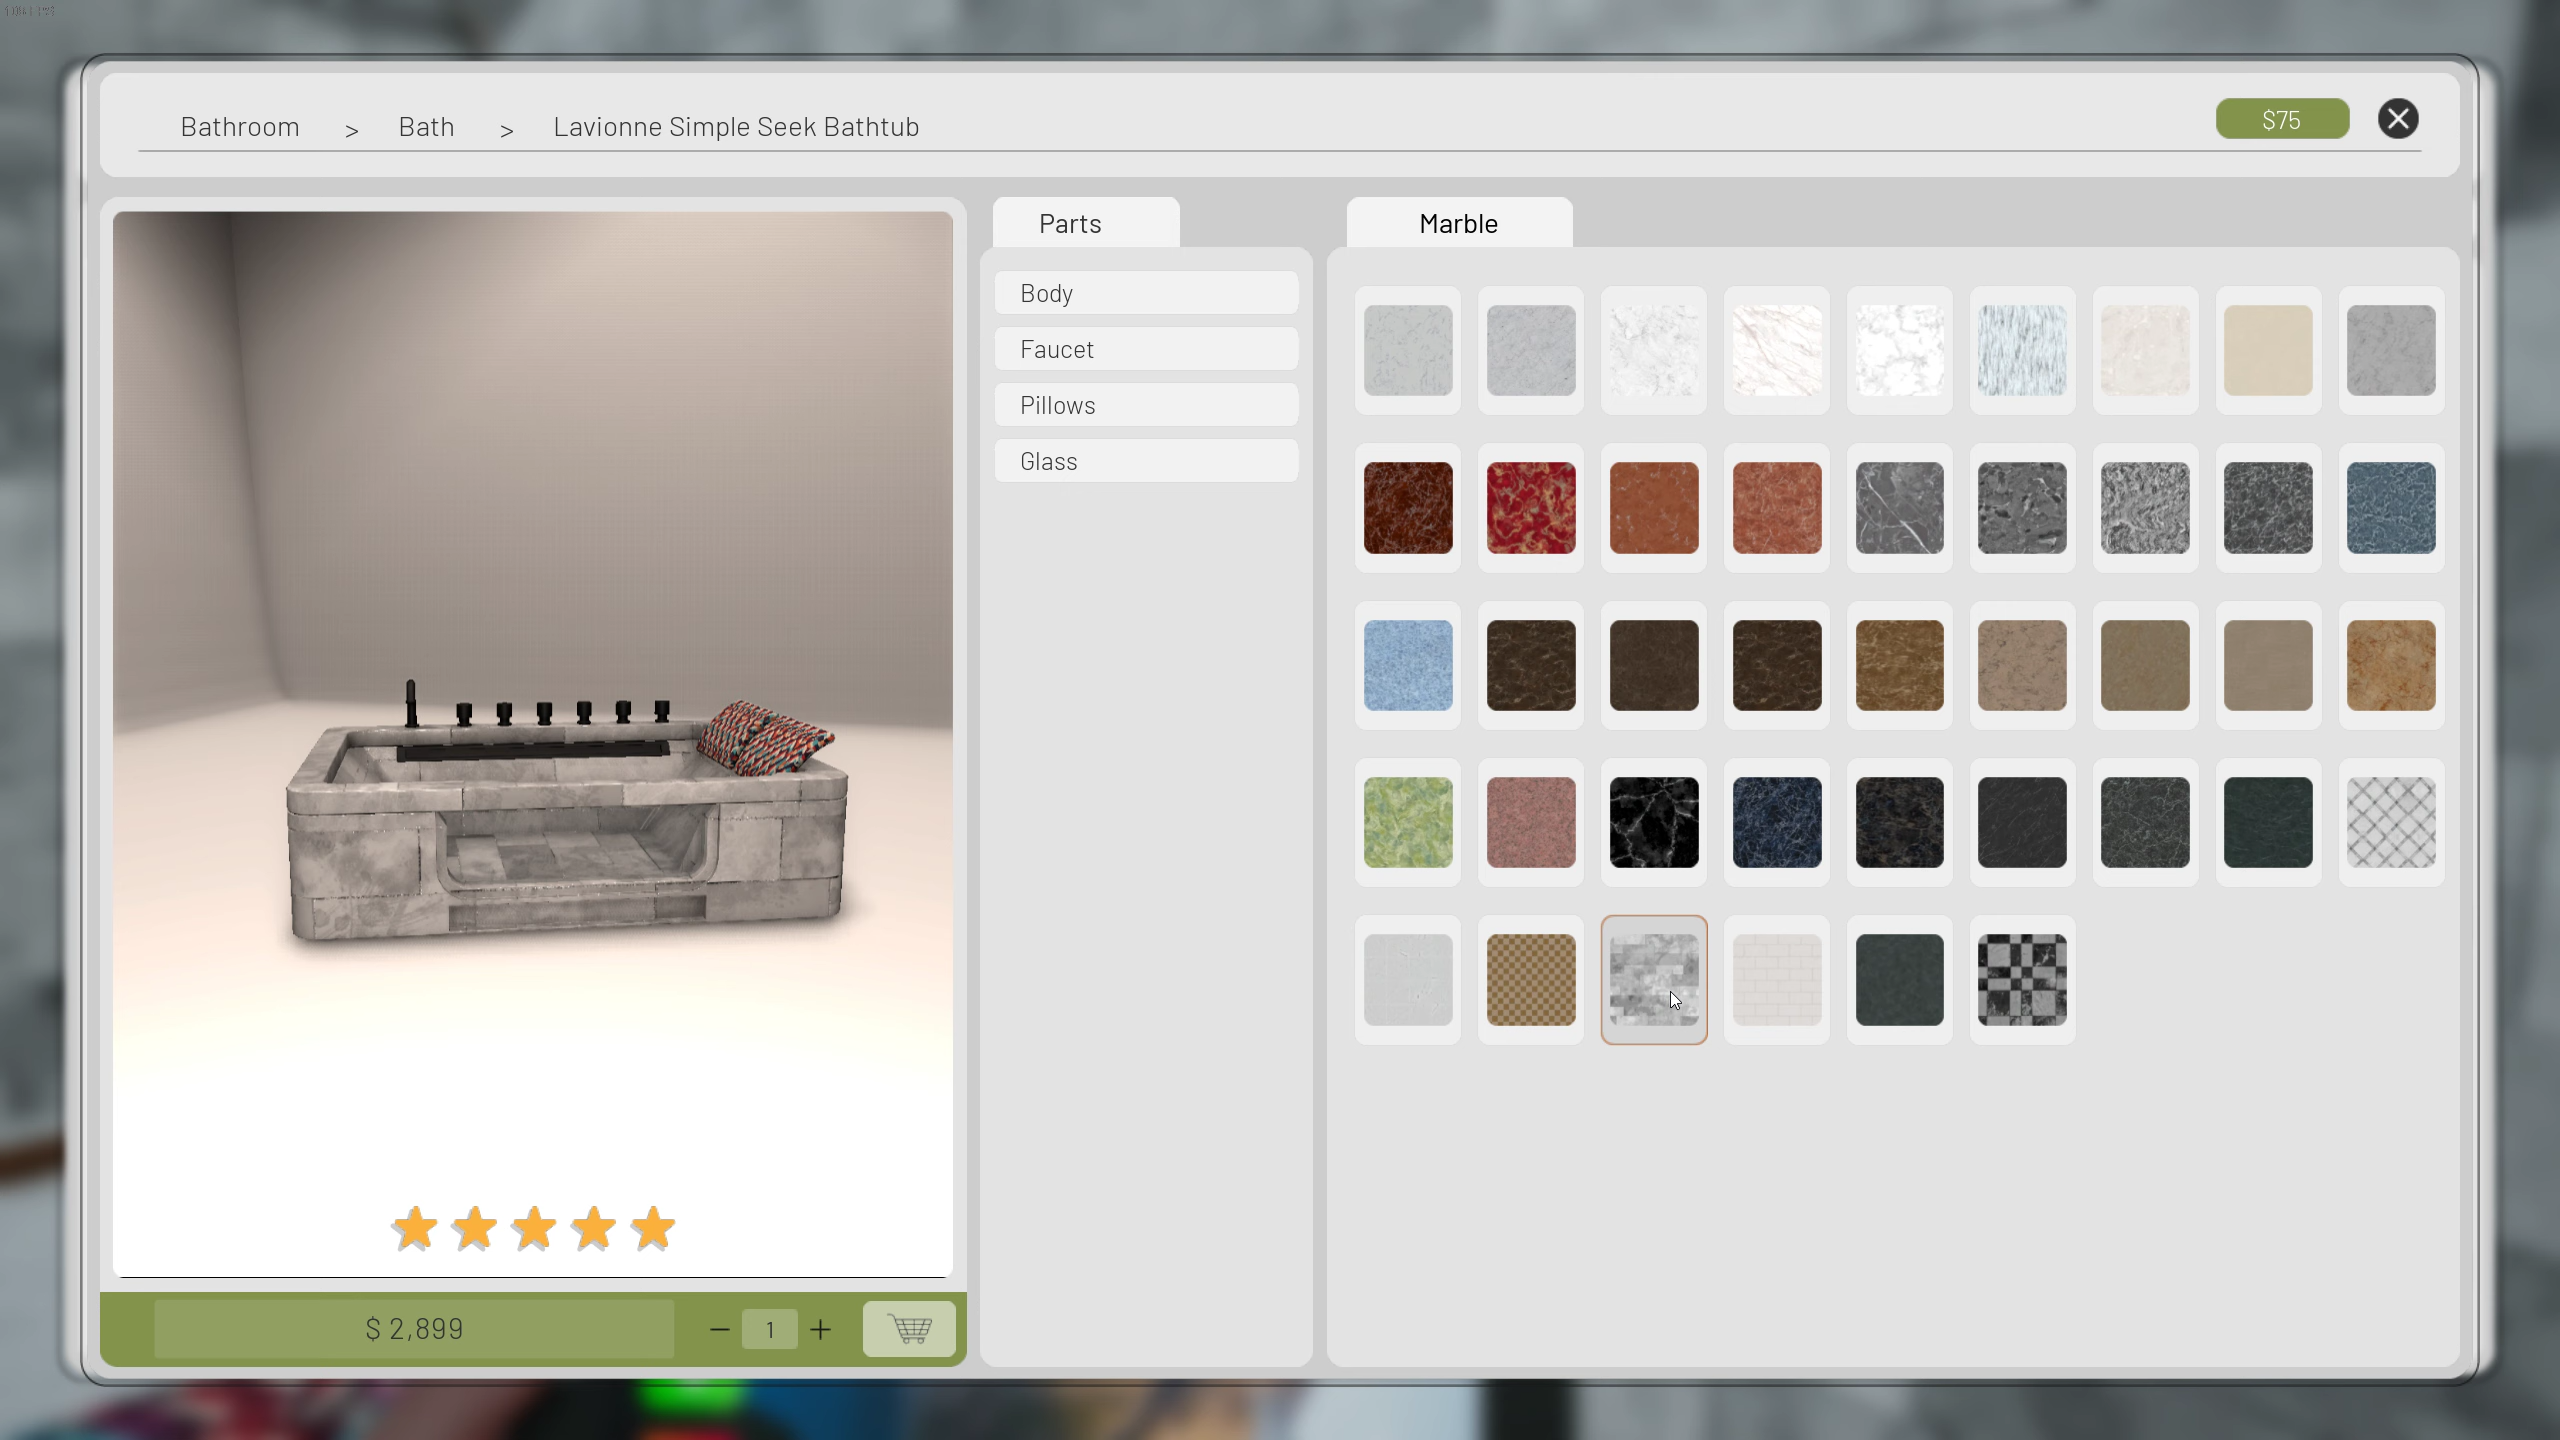 Bathroom > Bath > Lavionne Simple Seek Bathtub
$75
Parts
Body
Faucet
Pillows
Glass
Marble
$ 2,899
1